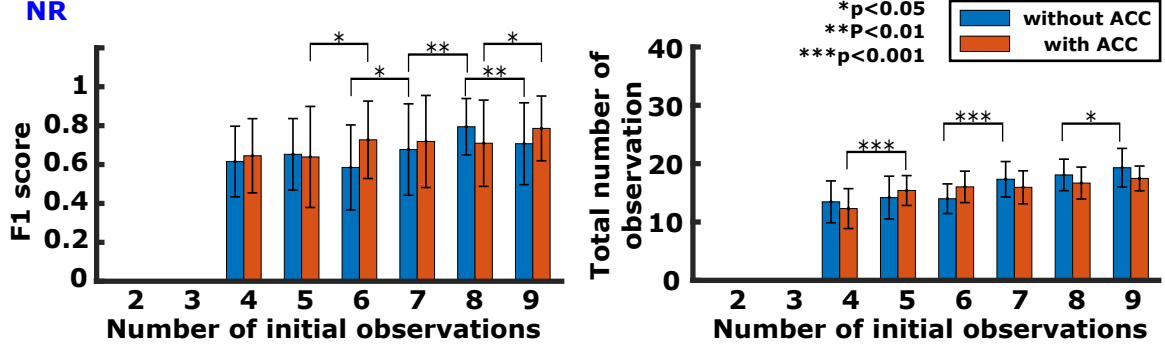 NR
*p<0.05
**P<0.01
***p<0.001
without ACC
with ACC
F1 score
1
0.8
0.6
0.4
0.2
0
* * ** ** *
2 3 4 5 6 7 8 9
Number of initial observations
Total number of
observation
40
30
20
10
0
*** *** *
2 3 4 5 6 7 8 9
Number of initial observations